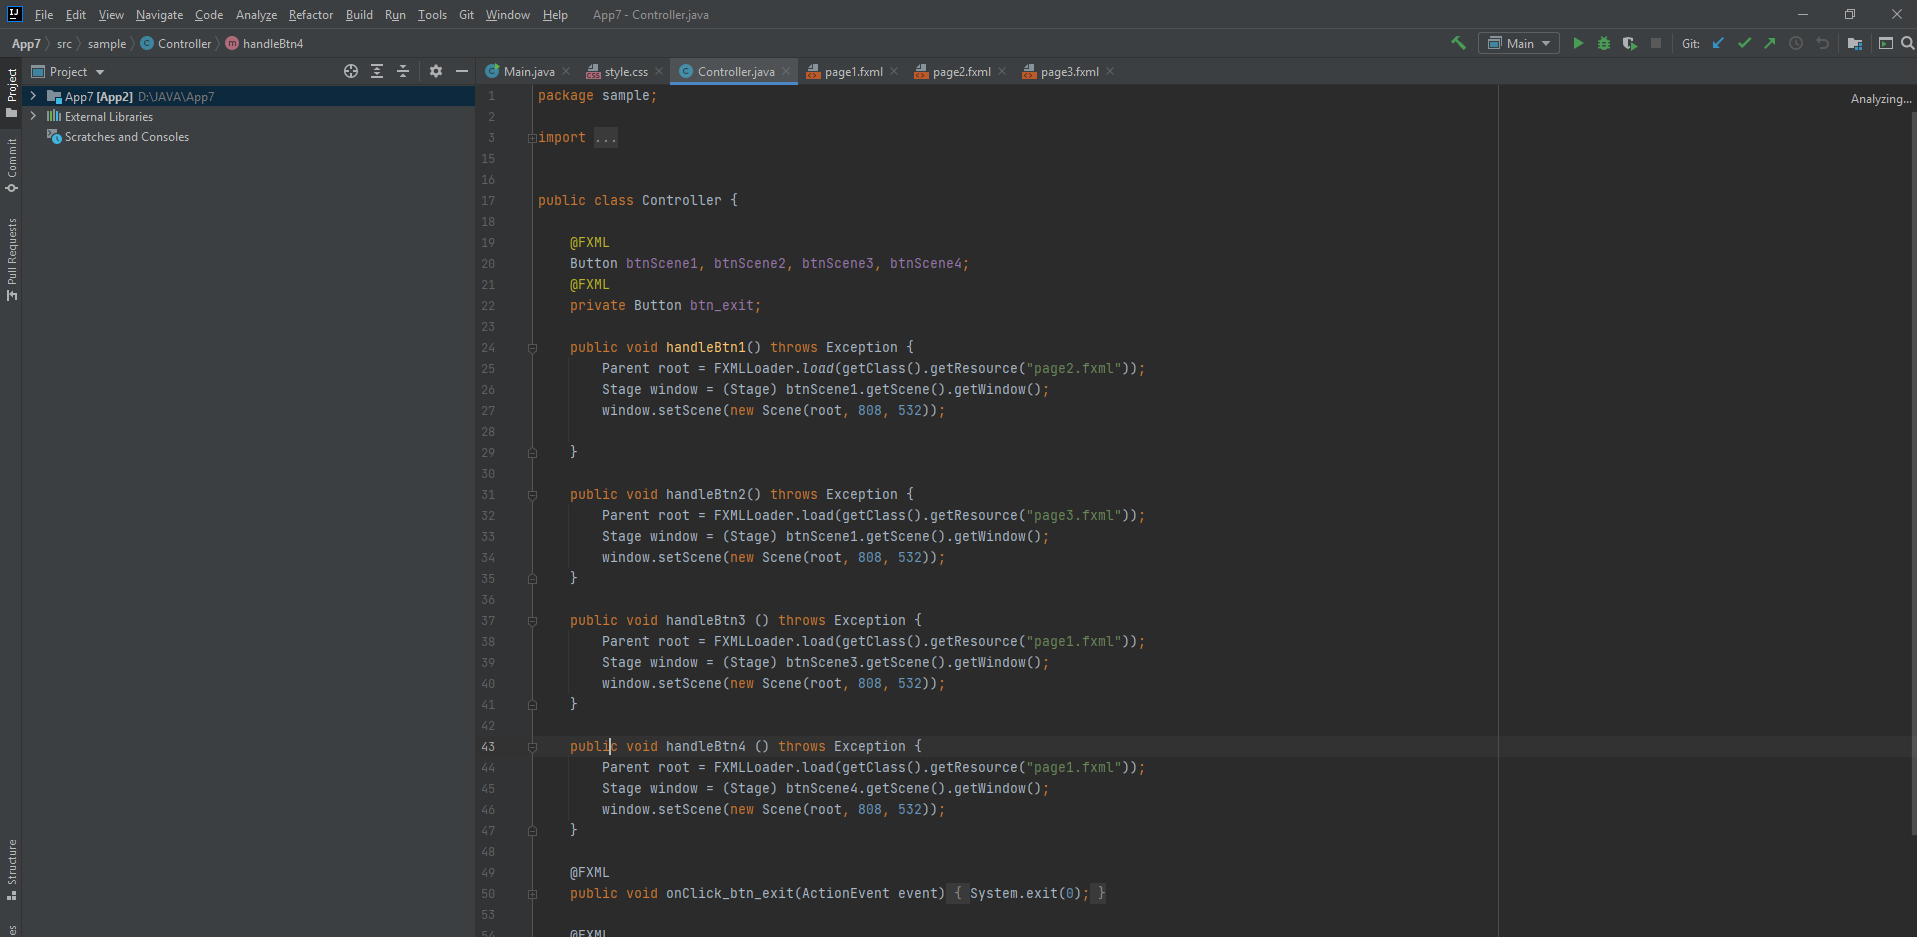 File Edit View Navigate Code Analyze Refactor Build Run Tools Git Window Help App7 - Controller.java
App7 src sample Controller handleBtn4 Main Git:
Project Main.java style.css Controller.java page1.fxml page2.fxml page3.fxml
App7 [App2] D:\JAVA\App7
External Libraries
Scratches and Consoles
Project
Commit
Pull Requests
Structure
Analyzing...
1 package sample;
2
3 import ...
15
16
17 public class Controller {
18
19 @FXML
20 Button btnScene1, btnScene2, btnScene3, btnScene4;
21 @FXML
22 private Button btn_exit;
23
24 public void handleBtn1() throws Exception {
25 Parent root = FXMLLoader.load(getClass().getResource("page2.fxml"));
26 Stage window = (Stage) btnScene1.getScene().getWindow();
27 window.setScene(new Scene(root, 808, 532));
28
29 }
30
31 public void handleBtn2() throws Exception {
32 Parent root = FXMLLoader.load(getClass().getResource("page3.fxml"));
33 Stage window = (Stage) btnScene1.getScene().getWindow();
34 window.setScene(new Scene(root, 808, 532));
35 }
36
37 public void handleBtn3 () throws Exception {
38 Parent root = FXMLLoader.load(getClass().getResource("page1.fxml"));
39 Stage window = (Stage) btnScene3.getScene().getWindow();
40 window.setScene(new Scene(root, 808, 532));
41 }
42
43 public void handleBtn4 () throws Exception {
44 Parent root = FXMLLoader.load(getClass().getResource("page1.fxml"));
45 Stage window = (Stage) btnScene4.getScene().getWindow();
46 window.setScene(new Scene(root, 808, 532));
47 }
48
49 @FXML
50 public void onClick_btn_exit(ActionEvent event) { System.exit(0); }
53
54 @FXML